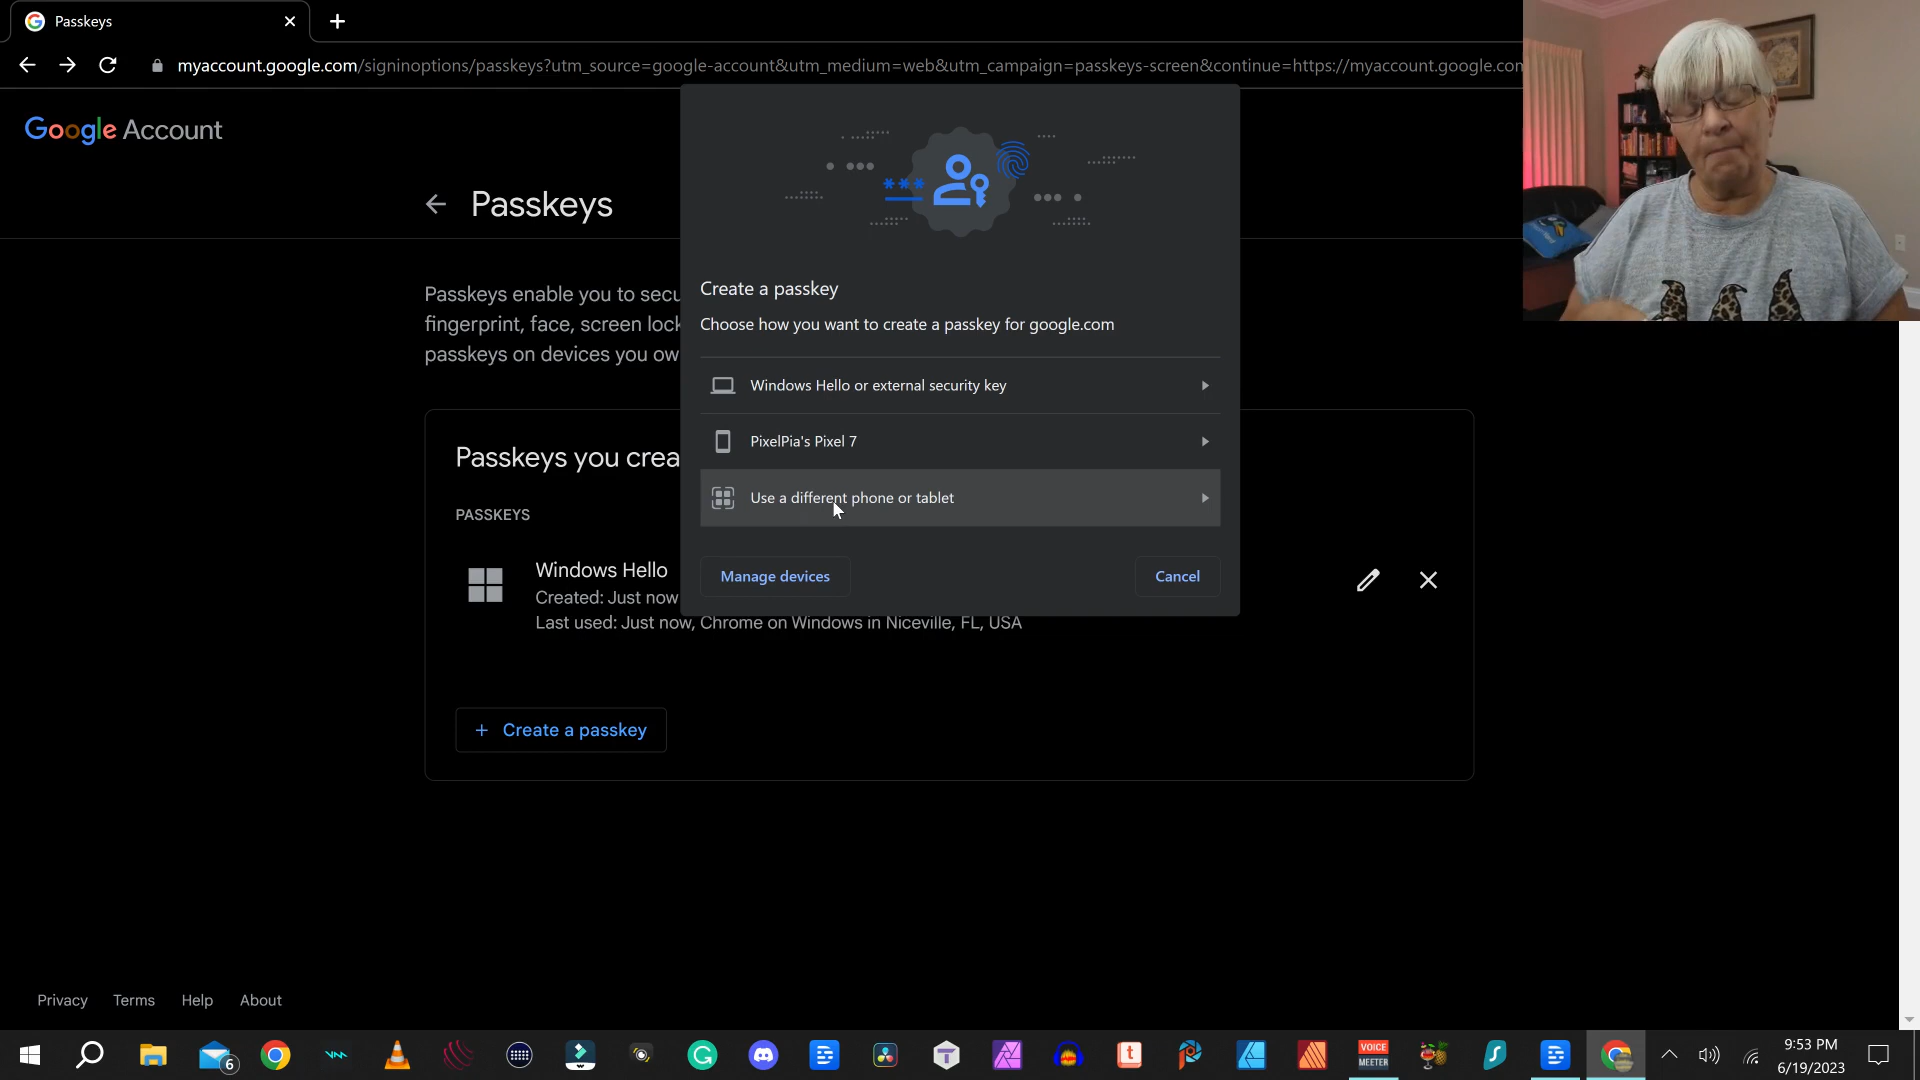 Passkeys
myaccount.google.com/signinoptions/passkeys?utm_source=google-account&utm_medium=web&utm_campaign=passkeys-screen&continue=https://myaccount.google.com
Google Account
Passkeys
Passkeys enable you to secu
fingerprint, face, screen lock
passkeys on devices you ow
***
Create a passkey
Choose how you want to create a passkey for google.com
Windows Hello or external security key
PixelPia's Pixel 7
Use a different phone or tablet
Manage devices
Cancel
Passkeys you crea
PASSKEYS
Windows Hello
Created: Just now
Last used: Just now, Chrome on Windows in Niceville, FL, USA
+ Create a passkey
Privacy Terms Help About
6
VOICE
MEETER
9:53 PM
6/19/2023